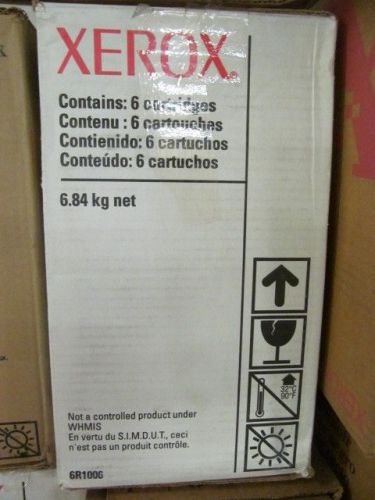 XEROX
Contains: 6 cartridges
Contenu : 6 cartouches
Contienido: 6 cartuchos
Conteúdo: 6 cartuchos
6.84 kg net
32°C
90°F
Not a controlled product under
WHMIS
En vertu du S.I.M.D.U.T., ceci
n'est pas un produit contrôlé.
6R1006